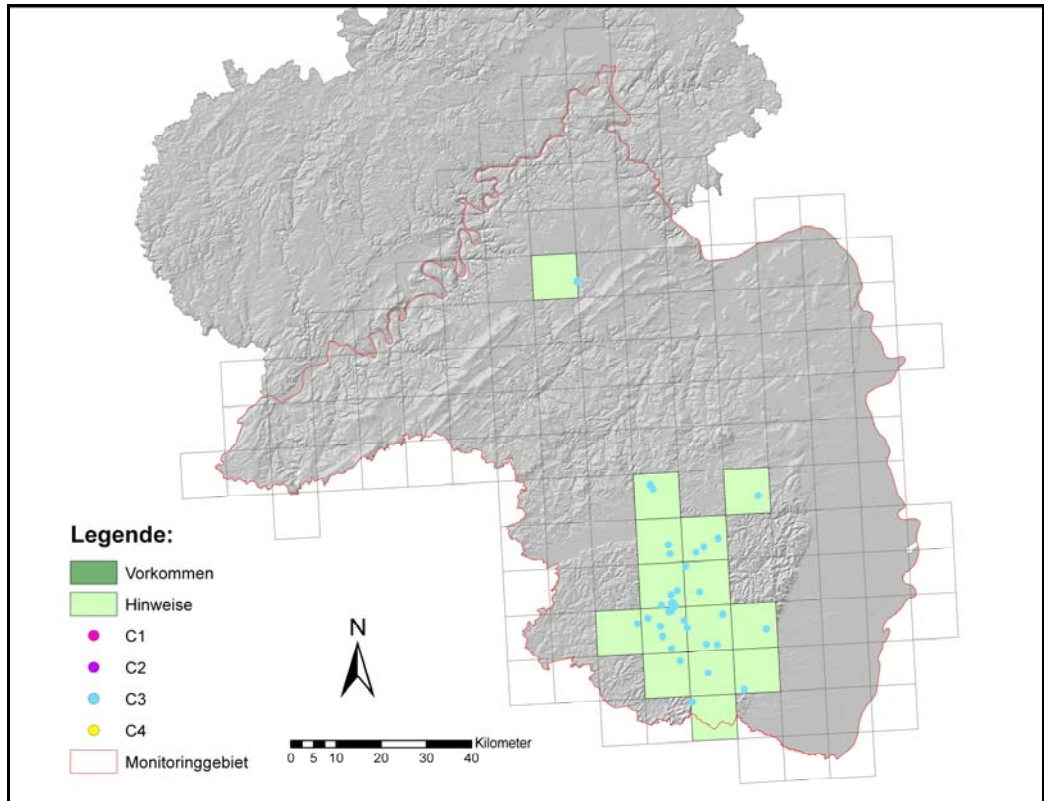 Legende:
Vorkommen
Hinweise
C1
C2
C3
C4
Monitoringgebiet
N
Kilometer
0 5 10 20 30 40